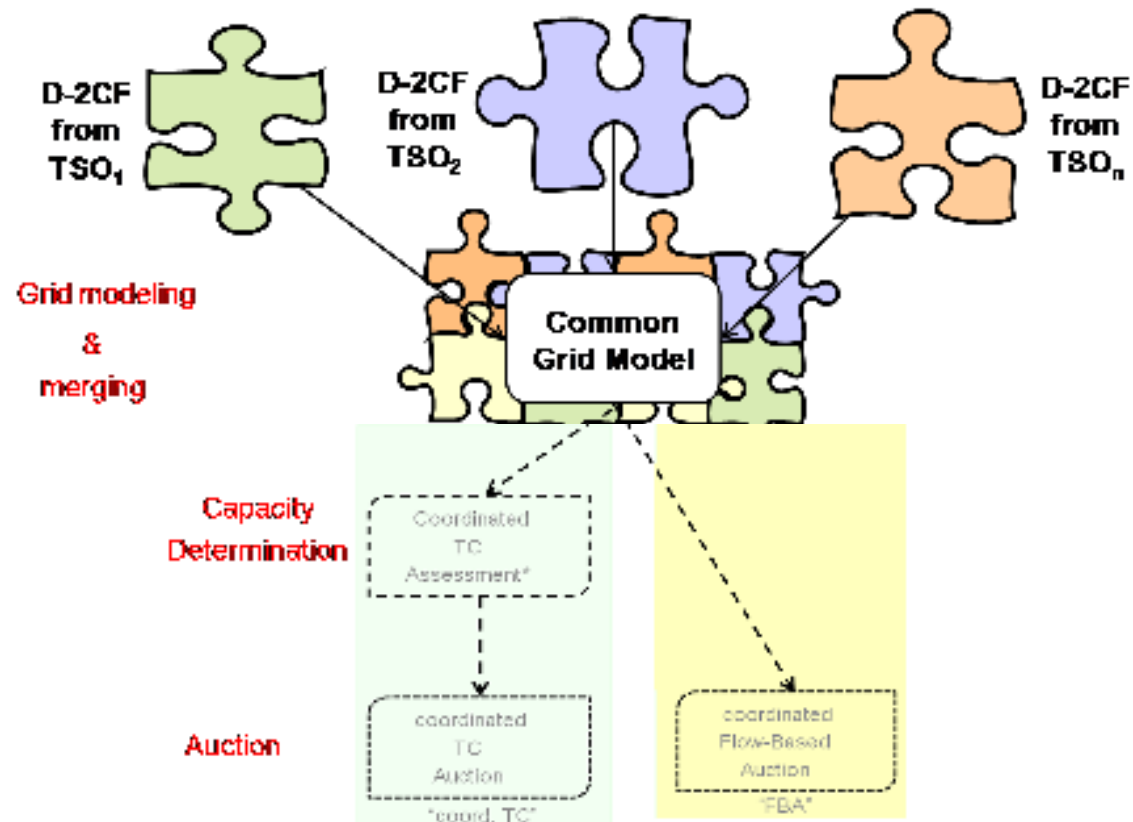 D-2CF
from
TSO₁
D-2CF
from
TSO₂
D-2CF
from
TSOₙ
Grid modeling
&
merging
Common
Grid Model
Capacity
Determination
Coordinated
TC
Assessment*
Auction
coordinated
TC
Auction
"coord. TC"
coordinated
Flow-Based
Auction
"FBA"